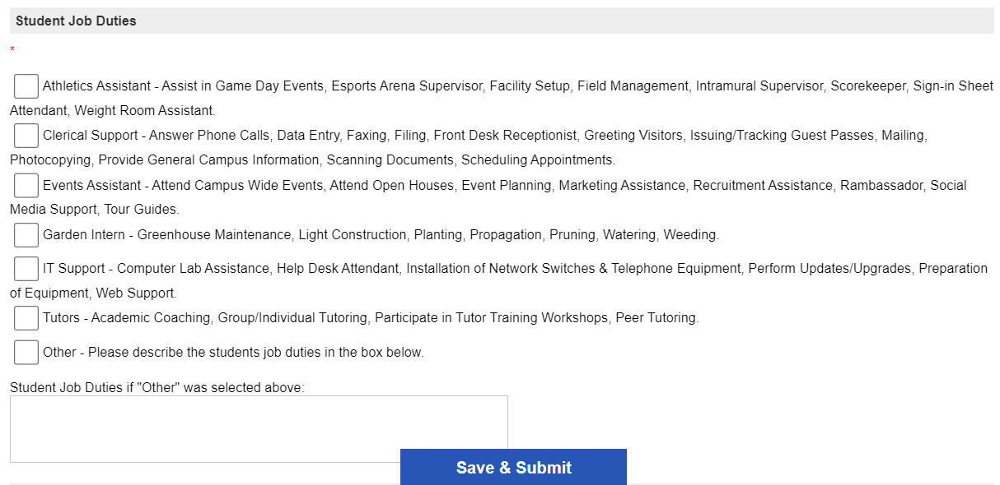 Student Job Duties
*
Athletics Assistant - Assist in Game Day Events, Esports Arena Supervisor, Facility Setup, Field Management, Intramural Supervisor, Scorekeeper, Sign-in Sheet
Attendant, Weight Room Assistant.
Clerical Support - Answer Phone Calls, Data Entry, Faxing, Filing, Front Desk Receptionist, Greeting Visitors, Issuing/Tracking Guest Passes, Mailing,
Photocopying, Provide General Campus Information, Scanning Documents, Scheduling Appointments.
Events Assistant - Attend Campus Wide Events, Attend Open Houses, Event Planning, Marketing Assistance, Recruitment Assistance, Rambassador, Social
Media Support, Tour Guides.
Garden Intern - Greenhouse Maintenance, Light Construction, Planting, Propagation, Pruning, Watering, Weeding.
IT Support - Computer Lab Assistance, Help Desk Attendant, Installation of Network Switches & Telephone Equipment, Perform Updates/Upgrades, Preparation
of Equipment, Web Support.
Tutors - Academic Coaching, Group/Individual Tutoring, Participate in Tutor Training Workshops, Peer Tutoring.
Other - Please describe the students job duties in the box below.
Student Job Duties if "Other" was selected above:
Save & Submit